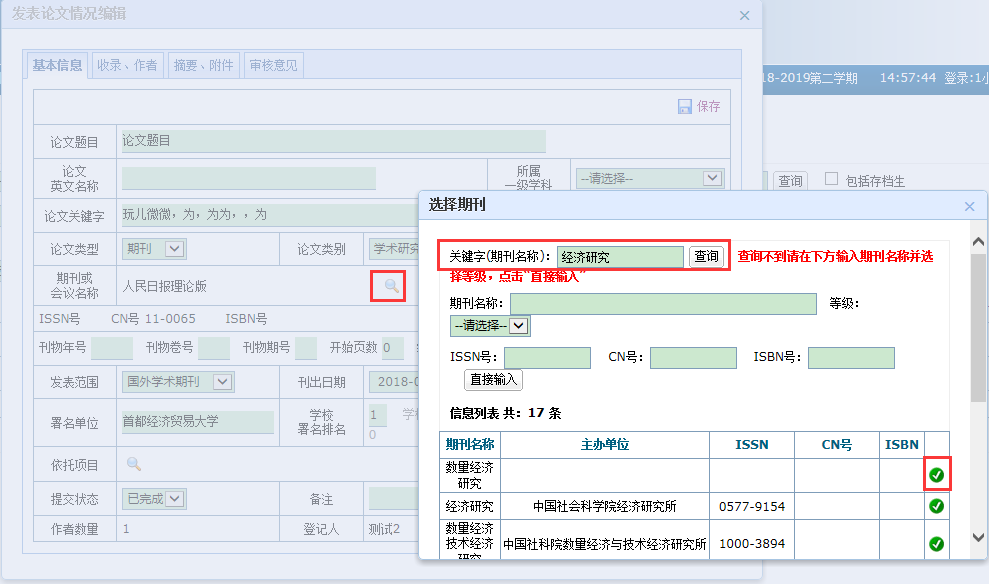 发表论文情况编辑
基本信息 收录、作者 摘要、附件 审核意见
18-2019第二学期 14:57:44 登录:1小
保存
论文题目 论文题目
论文
英文名称
所属
一级学科
--请选择--
查询 包括存档生
论文关键字 玩儿微微，为，为为，，为
论文类型 期刊 论文类别 学术研究
期刊或
会议名称
人民日报理论版
ISSN号 CN号 11-0065 ISBN号
刊物年号 刊物卷号 刊物期号 开始页数 0
发表范围 国外学术期刊 刊出日期 2018-0
署名单位 首都经济贸易大学
学校
署名排名
1
0
学校
依托项目
提交状态 已完成 备注
作者数量 1 登记人 测试2
选择期刊
关键字(期刊名称): 经济研究 查询 查询不到请在下方输入期刊名称并选
择等级，点击“直接输入”
期刊名称: 等级:
--请选择--
ISSN号: CN号: ISBN号:
直接输入
信息列表 共: 17 条
期刊名称 主办单位 ISSN CN号 ISBN
数量经济
研究
经济研究 中国社会科学院经济研究所 0577-9154
数量经济
技术经济
研究
中国社科院数量经济与技术经济研究所 1000-3894